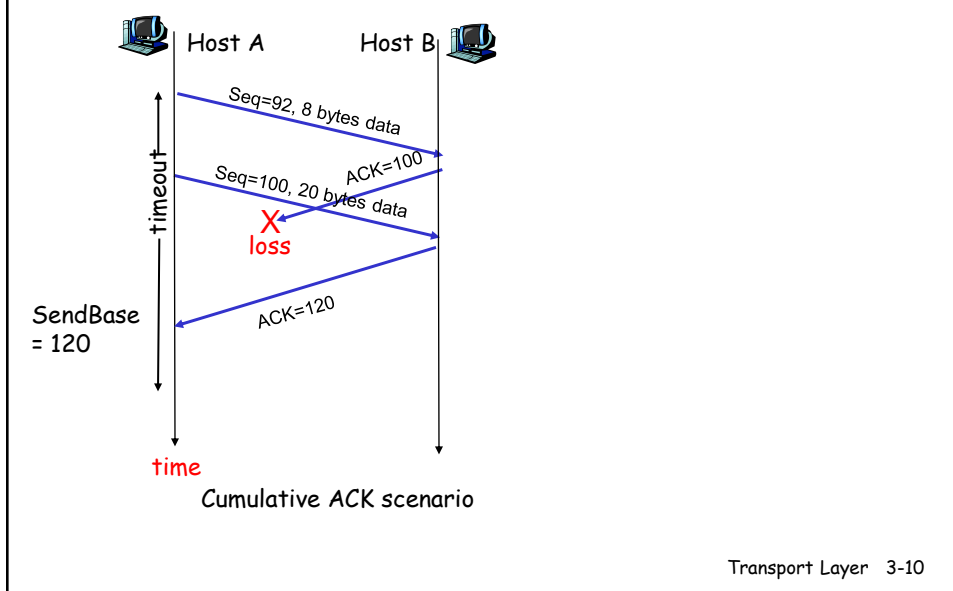 Host A
Host B
Seq=92, 8 bytes data
ACK=100
timeout
Seq=100, 20 bytes data
X
loss
ACK=120
SendBase
= 120
time
Cumulative ACK scenario
Transport Layer 3-10